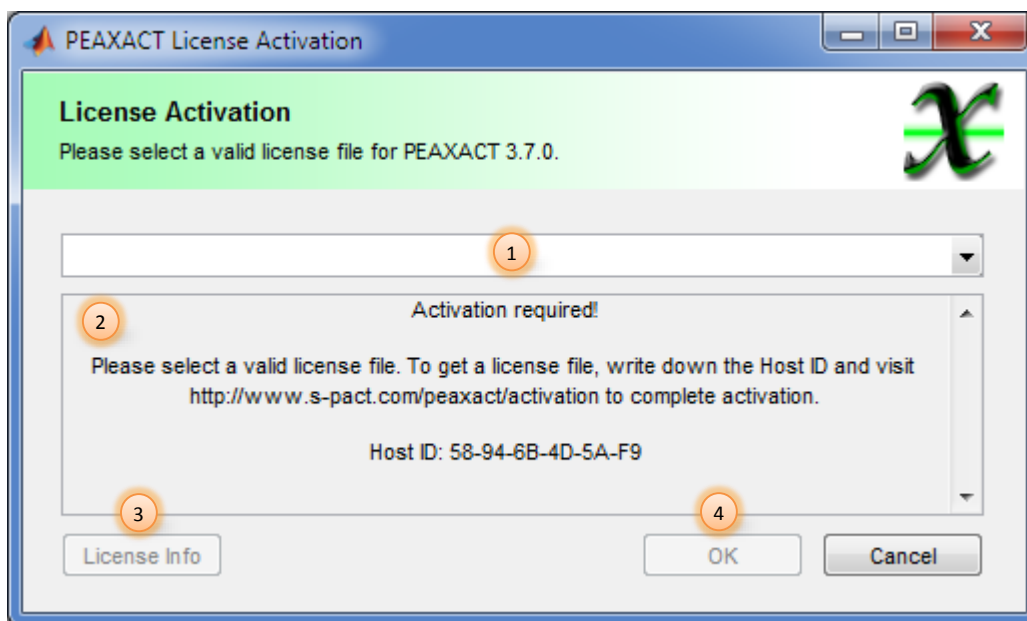 PEAXACT License Activation
License Activation
Please select a valid license file for PEAXACT 3.7.0.
1
2
Activation required!
Please select a valid license file. To get a license file, write down the Host ID and visit
http://www.s-pact.com/peaxact/activation to complete activation.
Host ID: 58-94-6B-4D-5A-F9
3
4
License Info
OK
Cancel